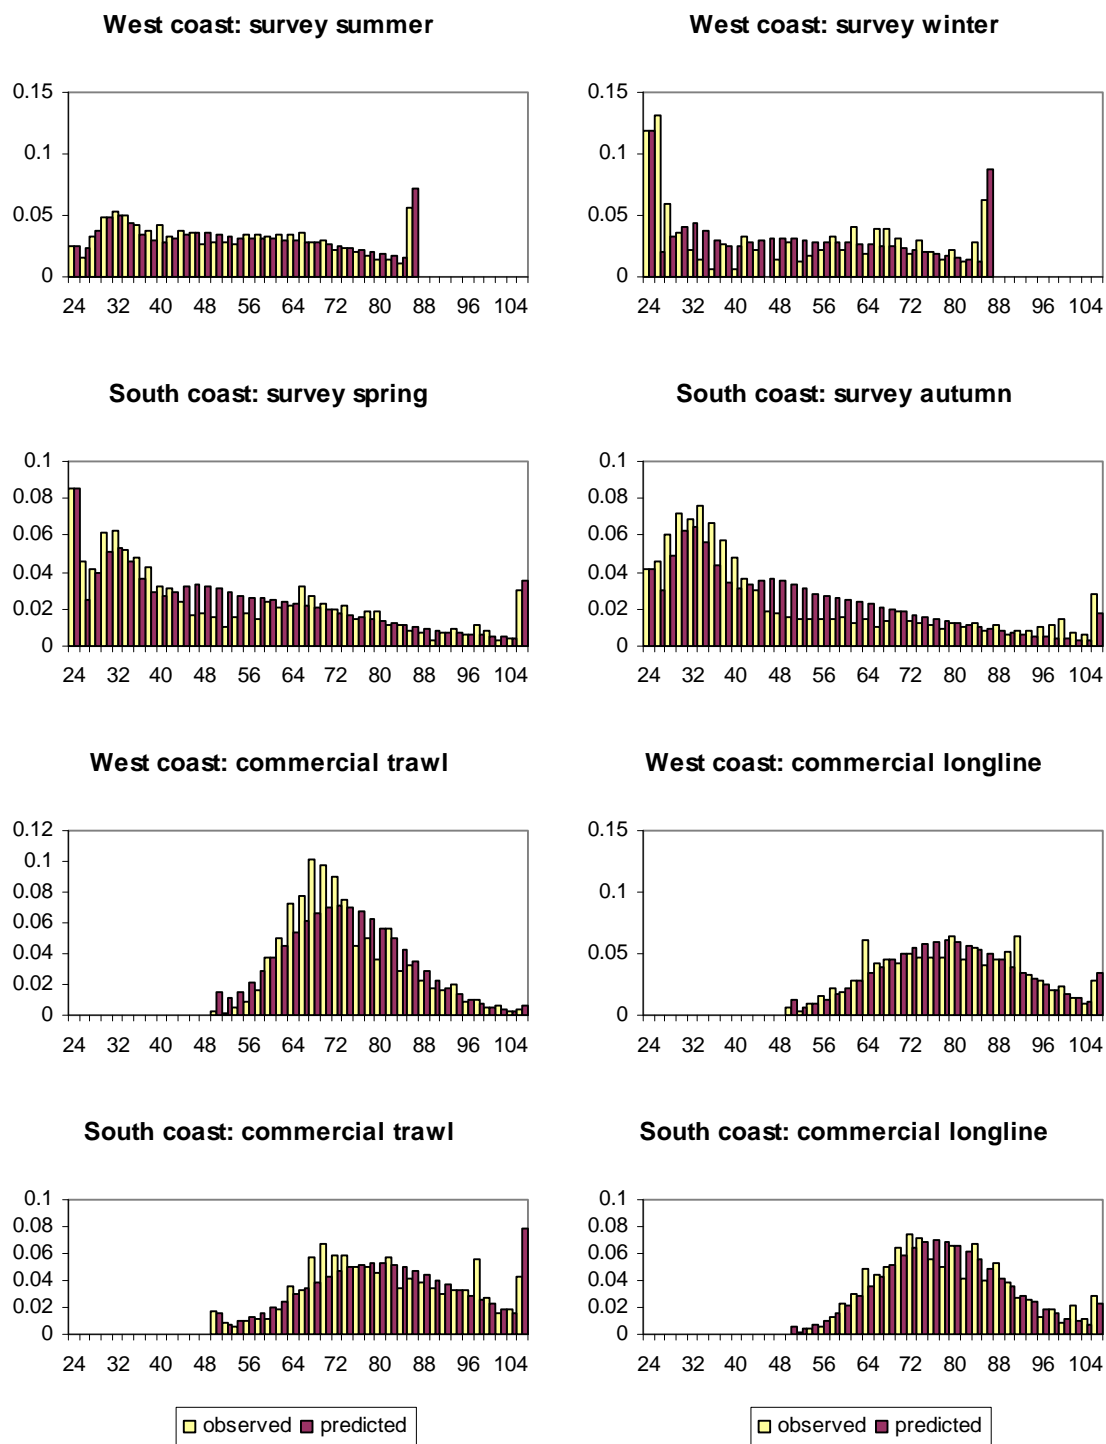 West coast: survey summer
0.15
0.1
0.05
0
24 32 40 48 56 64 72 80 88 96 104
West coast: survey winter
0.15
0.1
0.05
0
24 32 40 48 56 64 72 80 88 96 104
South coast: survey spring
0.1
0.08
0.06
0.04
0.02
0
24 32 40 48 56 64 72 80 88 96 104
South coast: survey autumn
0.1
0.08
0.06
0.04
0.02
0
24 32 40 48 56 64 72 80 88 96 104
West coast: commercial trawl
0.12
0.1
0.08
0.06
0.04
0.02
0
24 32 40 48 56 64 72 80 88 96 104
West coast: commercial longline
0.15
0.1
0.05
0
24 32 40 48 56 64 72 80 88 96 104
South coast: commercial trawl
0.1
0.08
0.06
0.04
0.02
0
24 32 40 48 56 64 72 80 88 96 104
observed predicted
South coast: commercial longline
0.1
0.08
0.06
0.04
0.02
0
24 32 40 48 56 64 72 80 88 96 104
observed predicted